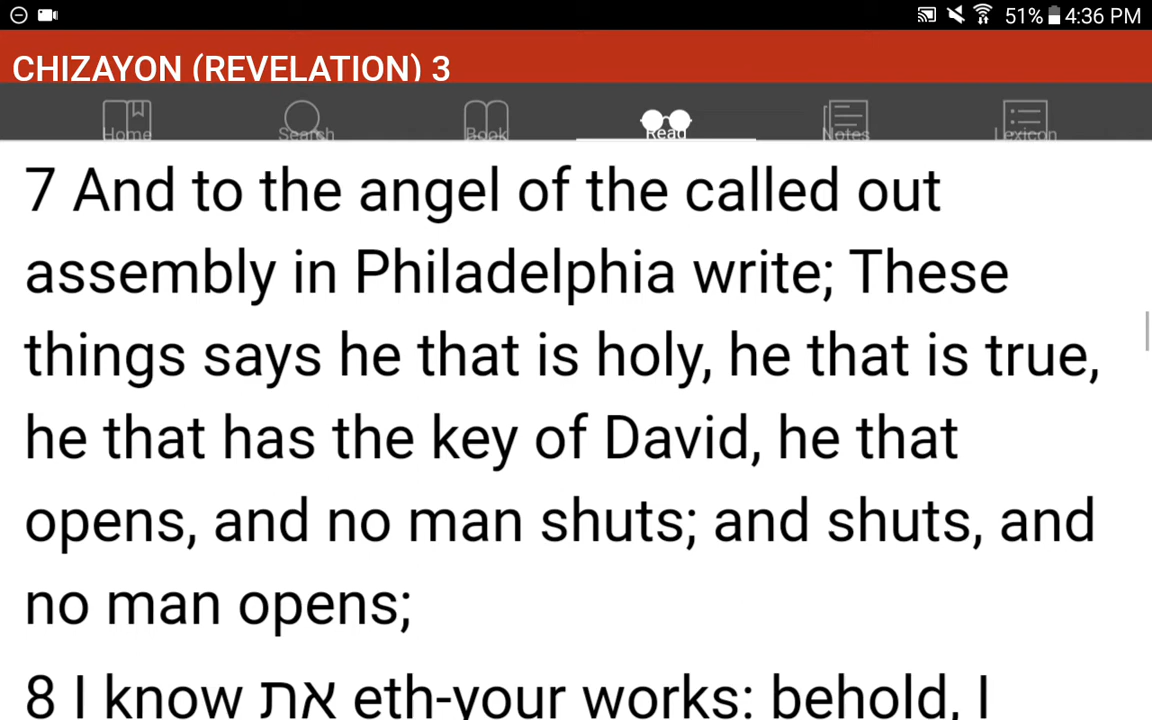 51% 4:36 PM
CHIZAYON (REVELATION) 3
Home Search Book Read Notes Lexicon
7 And to the angel of the called out
assembly in Philadelphia write; These
things says he that is holy, he that is true,
he that has the key of David, he that
opens, and no man shuts; and shuts, and
no man opens;
8 I know את eth-your works: behold, I